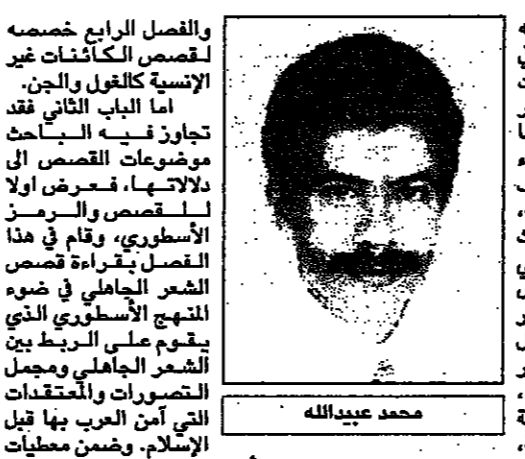 والفصل الرابع خصصه
لقصص الكائنات غير
الإنسية كالغول والجن.
اما الباب الثاني فقد
تجاوز فيه الباحث
موضوعات القصص الى
دلالاتها، فعرض اولا
للقصص والرمز
الأسطوري، وقام في هذا
الفصل بقراءة قصص
الشعر الجاهلي في ضوء
المنهج الأسطوري الذي
يقوم على الربط بين
الشعر الجاهلي ومجمل
التصورات والمعتقدات
التي آمن العرب بها قبل
الإسلام. وضمن معطيات
محمد عبيدالله